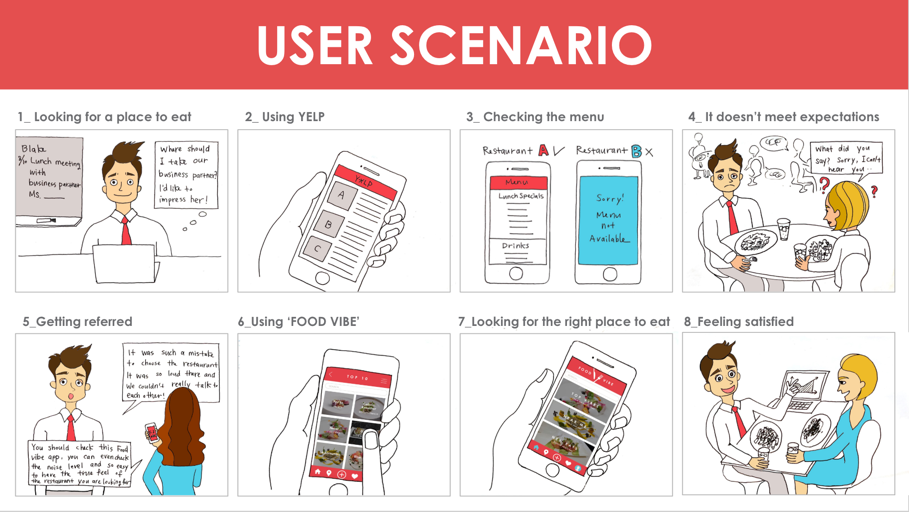 USER SCENARIO
1_ Looking for a place to eat
Blake
3/10 Lunch meeting
with
business partner
Ms.
Where should
I take our
business partner?
I'd like to
impress her!
2_ Using YELP
YELP
A
B
C
3_ Checking the menu
Restaurant A ✓
Menu
Lunch Specials
Drinks
Restaurant B ×
Sorry!
Menu
not
Available
4_ It doesn't meet expectations
What did you
say? Sorry, I can't
hear you..
?
?
5_Getting referred
It was such a mistake
to choose the restaurant
It was so loud there and
We couldn't really talk to
each other!
You should check this Food
vibe app. you can even check
the noise level and so easy
to have the
feel of
the restaurant you are looking for
6_Using 'FOOD VIBE'
TOP 10
7_Looking for the right place to eat
FOOD VIBE
8_Feeling satisfied